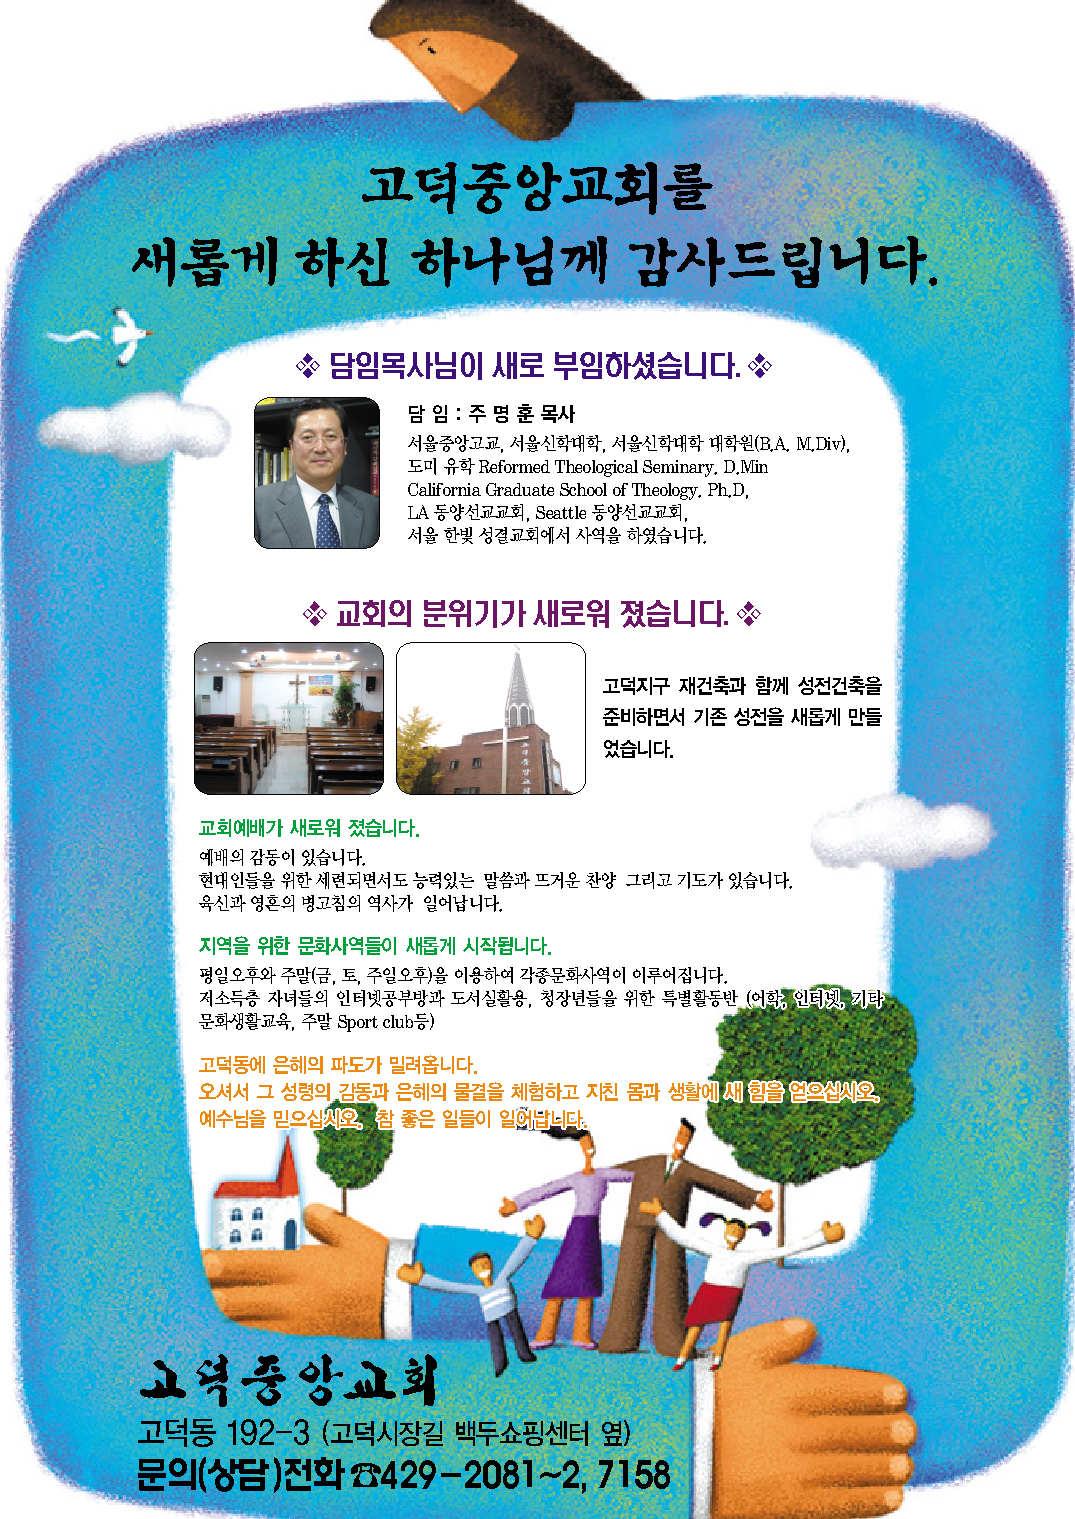 고덕중앙교회를
새롭게 하신 하나님께 감사드립니다.
❖ 담임목사님이 새로 부임하셨습니다. ❖
담 임 : 주 명 훈 목사
서울중앙고교, 서울신학대학, 서울신학대학 대학원(B.A. M.Div),
도미 유학 Reformed Theological Seminary. D.Min
California Graduate School of Theology. Ph.D,
LA 동양선교교회, Seattle 동양선교교회,
서울 한빛 성결교회에서 사역을 하였습니다.
❖ 교회의 분위기가 새로워 졌습니다. ❖
고덕지구 재건축과 함께 성전건축을
준비하면서 기존 성전을 새롭게 만들
었습니다.
고덕중앙교회
교회예배가 새로워 졌습니다.
예배의 감동이 있습니다.
현대인들을 위한 세련되면서도 능력있는 말씀과 뜨거운 찬양 그리고 기도가 있습니다.
육신과 영혼의 병고침의 역사가 일어납니다.
지역을 위한 문화사역들이 새롭게 시작됩니다.
평일오후와 주말(금, 토, 주일오후)을 이용하여 각종문화사역이 이루어집니다.
저소득층 자녀들의 인터넷공부방과 도서실활용, 청장년들을 위한 특별활동반 (어학, 인터넷, 기타
문화생활교육, 주말 Sport club등)
고덕동에 은혜의 파도가 밀려옵니다.
오셔서 그 성령의 감동과 은혜의 물결을 체험하고 지친 몸과 생활에 새 힘을 얻으십시오.
예수님을 믿으십시오. 참 좋은 일들이 일어납니다.
고덕중앙교회
고덕동 192-3 (고덕시장길 백두쇼핑센터 옆)
문의(상담)전화 ☎429-2081~2, 7158